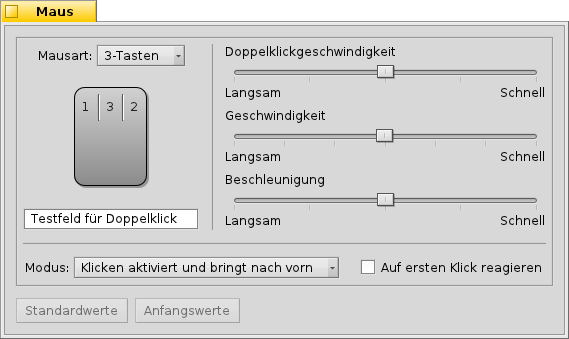 Maus
Mausart: 3-Tasten
1 3 2
Testfeld für Doppelklick
Doppelklickgeschwindigkeit
Langsam Schnell
Geschwindigkeit
Langsam Schnell
Beschleunigung
Langsam Schnell
Modus: Klicken aktiviert und bringt nach vorn
Auf ersten Klick reagieren
Standardwerte Anfangswerte